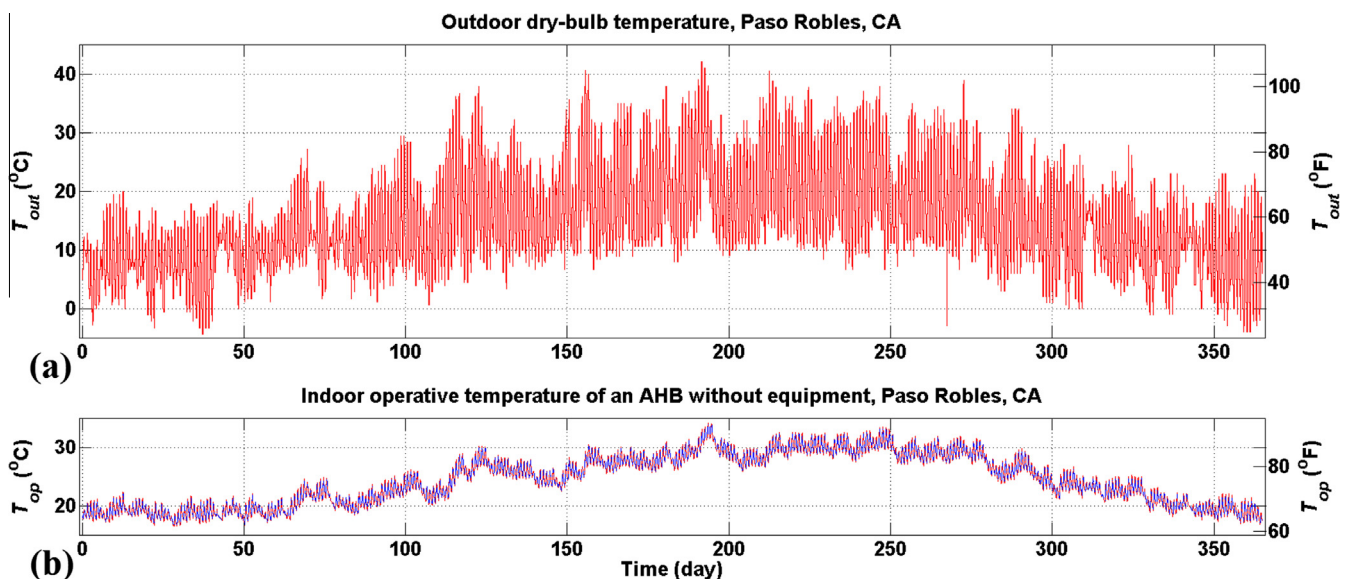 Outdoor dry-bulb temperature, Paso Robles, CA
T_out (°C)
40
30
20
10
0
100
80
60
40
T_out (°F)
0 50 100 150 200 250 300 350
(a)
Indoor operative temperature of an AHB without equipment, Paso Robles, CA
T_op (°C)
30
20
80
60
T_op (°F)
0 50 100 150 200 250 300 350
Time (day)
(b)